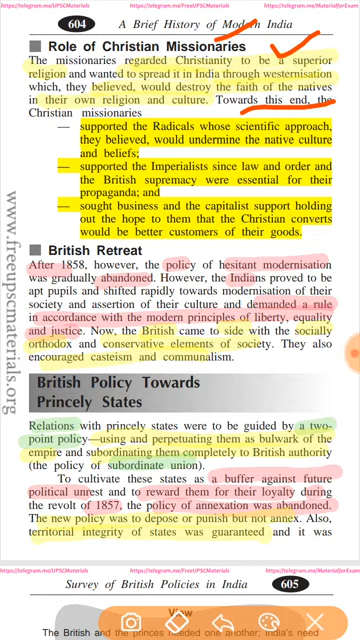 https://telegram.me/UPSCMaterials https://telegram.me/FreeUPSCMaterials https://telegram.me/MaterialforExam
604 A Brief History of Modern India
Role of Christian Missionaries
The missionaries regarded Christianity to be a superior
religion and wanted to spread it in India through westernisation
which, they believed, would destroy the faith of the natives
in their own religion and culture. Towards this end, the
Christian missionaries
— supported the Radicals whose scientific approach,
they believed, would undermine the native culture
and beliefs;
— supported the Imperialists since law and order and
the British supremacy were essential for their
propaganda; and
— sought business and the capitalist support holding
out the hope to them that the Christian converts
would be better customers of their goods.
British Retreat
After 1858, however, the policy of hesitant modernisation
was gradually abandoned. However, the Indians proved to be
apt pupils and shifted rapidly towards modernisation of their
society and assertion of their culture and demanded a rule
in accordance with the modern principles of liberty, equality
and justice. Now, the British came to side with the socially
orthodox and conservative elements of society. They also
encouraged casteism and communalism.
British Policy Towards
Princely States
Relations with princely states were to be guided by a two-
point policy—using and perpetuating them as bulwark of the
empire and subordinating them completely to British authority
(the policy of subordinate union).
To cultivate these states as a buffer against future
political unrest and to reward them for their loyalty during
the revolt of 1857, the policy of annexation was abandoned.
The new policy was to depose or punish but not annex. Also,
territorial integrity of states was guaranteed and it was
www.freeupscmaterials.org
https://telegram.me/UPSCMaterials https://telegram.me/FreeUPSCMaterials https://telegram.me/MaterialforExam
Survey of British Policies in India 605
View
The British and the princes needed one another; India's need